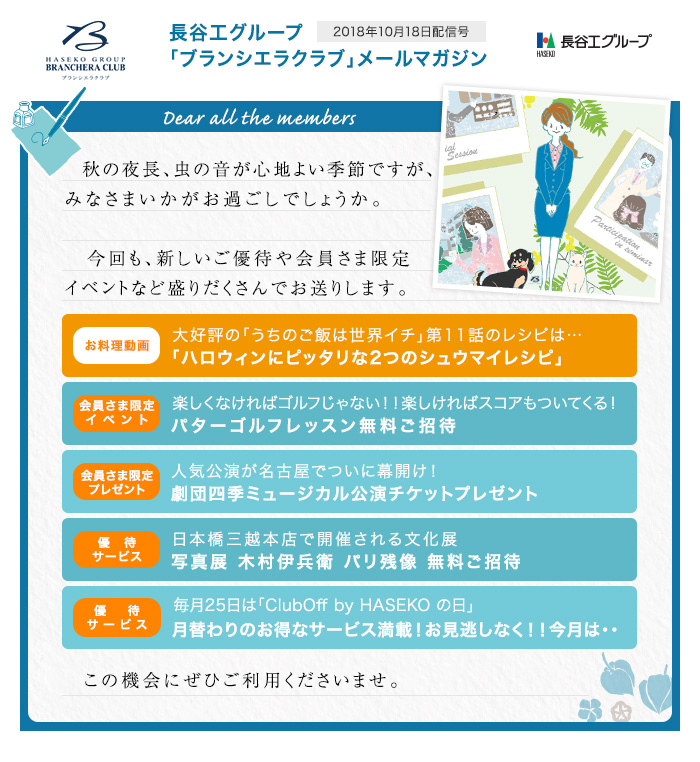 HASEKO GROUP
BRANCHERA CLUB
ブランシエラクラブ
長谷工グループ
2018年10月18日配信号
「ブランシエラクラブ」メールマガジン
HASEKO
長谷工グループ
Dear all the members
秋の夜長、虫の音が心地よい季節ですが、
みなさまいかがお過ごしでしょうか。
今回も、新しいご優待や会員さま限定
イベントなど盛りだくさんでお送りします。
Session
Participation
in seminar
お料理動画
大好評の「うちのご飯は世界イチ」第11話のレシピは…
「ハロウィンにピッタリな2つのシュウマイレシピ」
会員さま限定
イベント
楽しくなければゴルフじゃない！！楽しければスコアもついてくる！
パターゴルフレッスン無料ご招待
会員さま限定
プレゼント
人気公演が名古屋でついに幕開け！
劇団四季ミュージカル公演チケットプレゼント
優待
サービス
日本橋三越本店で開催される文化展
写真展 木村伊兵衛 パリ残像 無料ご招待
優待
サービス
毎月25日は「ClubOff by HASEKO の日」
月替わりのお得なサービス満載！お見逃しなく！！今月は・・
この機会にぜひご利用くださいませ。